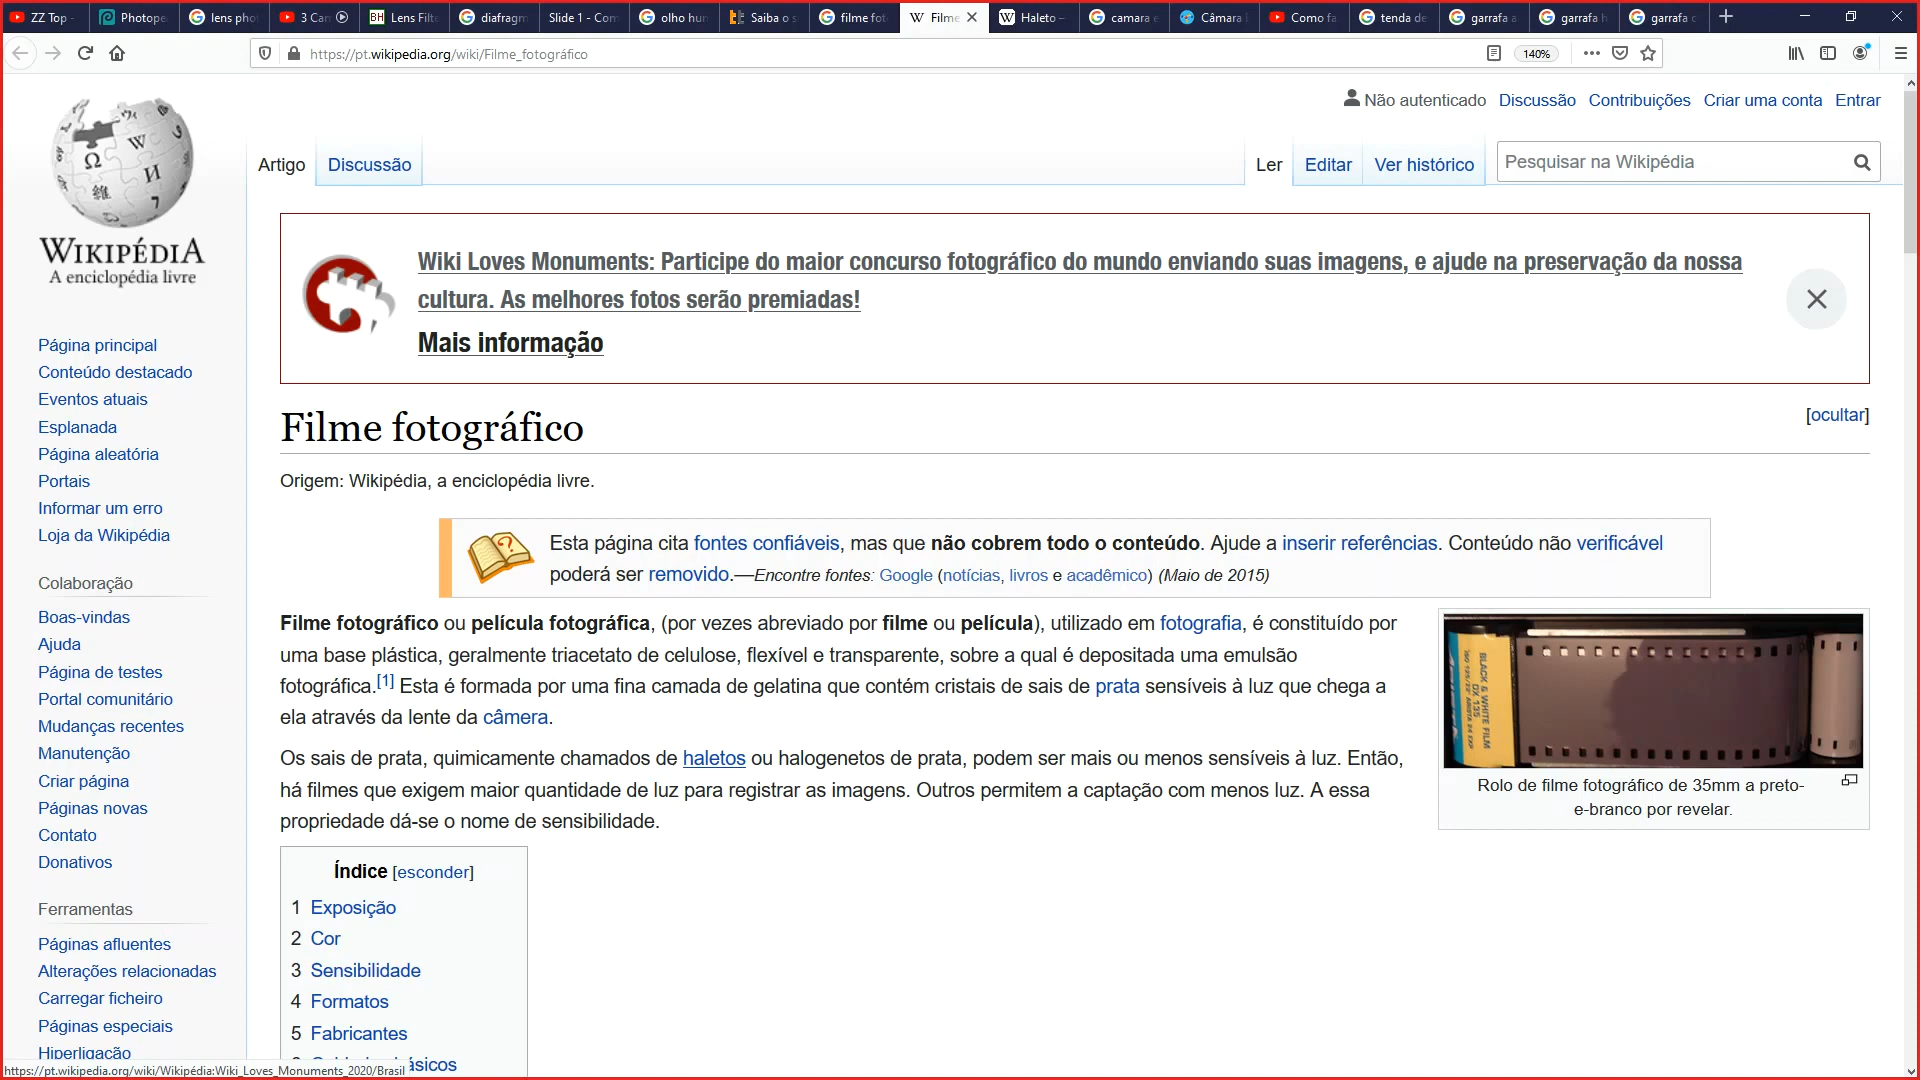 ZZ Top -
Photope
lens pho
3 Can
Lens Filte
diafragm
Slide 1 - Con
olho hun
Saiba o s
filme fot
Filme
Haleto –
camara e
Câmara
Como fa
tenda de
garrafa a
garrafa h
garrafa c
https://pt.wikipedia.org/wiki/Filme_fotográfico
140%
Não autenticado Discussão Contribuições Criar uma conta Entrar
Artigo Discussão Ler Editar Ver histórico Pesquisar na Wikipédia
WIKIPÉDIA
A enciclopédia livre
Página principal
Conteúdo destacado
Eventos atuais
Esplanada
Página aleatória
Portais
Informar um erro
Loja da Wikipédia
Colaboração
Boas-vindas
Ajuda
Página de testes
Portal comunitário
Mudanças recentes
Manutenção
Criar página
Páginas novas
Contato
Donativos
Ferramentas
Páginas afluentes
Alterações relacionadas
Carregar ficheiro
Páginas especiais
Hiperligação
Wiki Loves Monuments: Participe do maior concurso fotográfico do mundo enviando suas imagens, e ajude na preservação da nossa
cultura. As melhores fotos serão premiadas!
Mais informação
[ocultar]
Filme fotográfico
Origem: Wikipédia, a enciclopédia livre.
Esta página cita fontes confiáveis, mas que não cobrem todo o conteúdo. Ajude a inserir referências. Conteúdo não verificável
poderá ser removido.—Encontre fontes: Google (notícias, livros e acadêmico) (Maio de 2015)
Filme fotográfico ou película fotográfica, (por vezes abreviado por filme ou película), utilizado em fotografia, é constituído por
uma base plástica, geralmente triacetato de celulose, flexível e transparente, sobre a qual é depositada uma emulsão
fotográfica.[1] Esta é formada por uma fina camada de gelatina que contém cristais de sais de prata sensíveis à luz que chega a
ela através da lente da câmera.
Os sais de prata, quimicamente chamados de haletos ou halogenetos de prata, podem ser mais ou menos sensíveis à luz. Então,
há filmes que exigem maior quantidade de luz para registrar as imagens. Outros permitem a captação com menos luz. A essa
propriedade dá-se o nome de sensibilidade.
BLACK & WHITE FILM
DX 135
Rolo de filme fotográfico de 35mm a preto-
e-branco por revelar.
Índice [esconder]
1 Exposição
2 Cor
3 Sensibilidade
4 Formatos
5 Fabricantes
ásicos
https://pt.wikipedia.org/wiki/Wikipédia:Wiki_Loves_Monuments_2020/Brasil